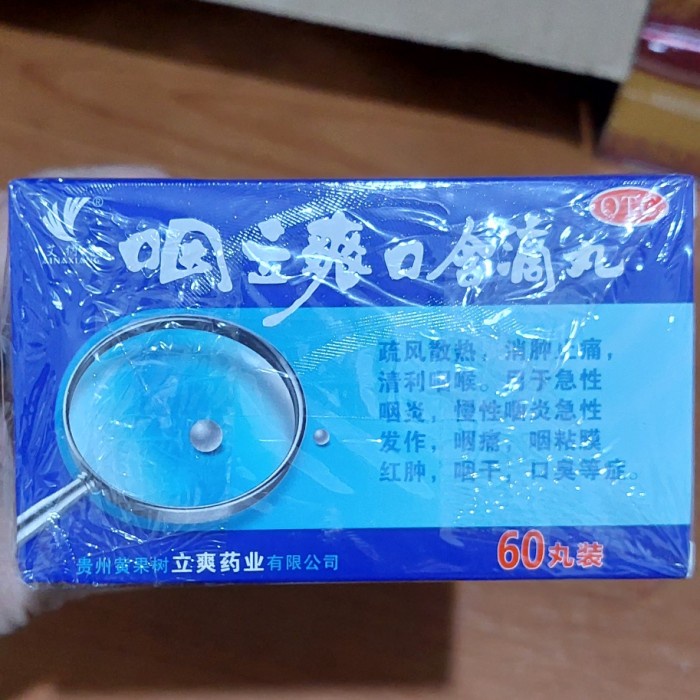 ®
OTC
咽立爽口含滴丸
疏风散热，消肿止痛，
清利咽喉。用于急性
咽炎，慢性咽炎急性
发作，咽痛，咽粘膜
红肿，咽干，口臭等症。
60丸装
贵州黄果树立爽药业有限公司